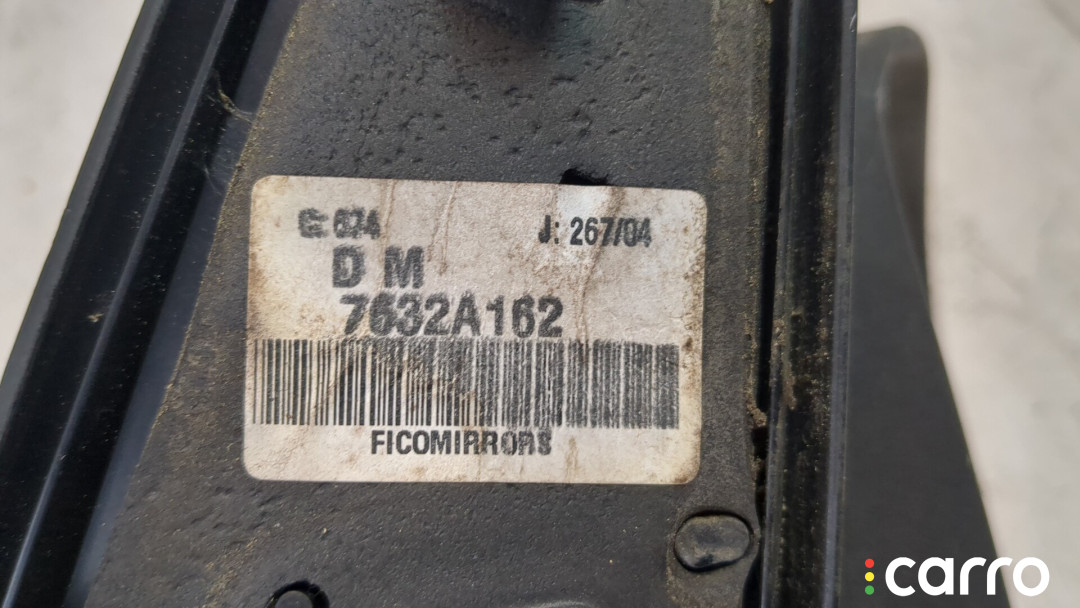 G: 674 J: 267/04
D M
7632A162
FICOMIRRORS
carro